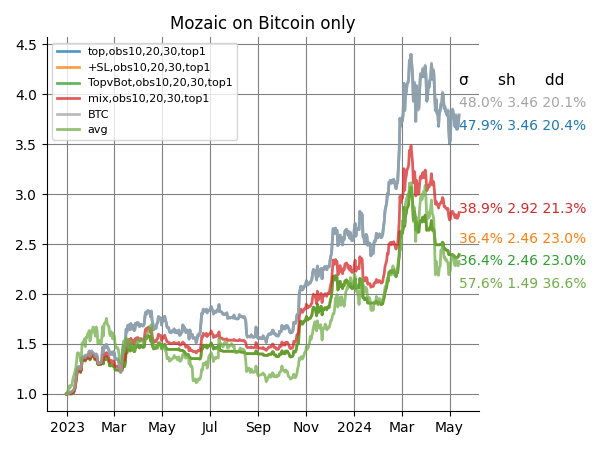 Mozaic on Bitcoin only
4.5
4.0
3.5
3.0
2.5
2.0
1.5
1.0
top,obs10,20,30,top1
+SL,obs10,20,30,top1
TopvBot,obs10,20,30,top1
mix,obs10,20,30,top1
BTC
avg
σ sh dd
48.0% 3.46 20.1%
47.9% 3.46 20.4%
38.9% 2.92 21.3%
36.4% 2.46 23.0%
36.4% 2.46 23.0%
57.6% 1.49 36.6%
2023 Mar May Jul Sep Nov 2024 Mar May